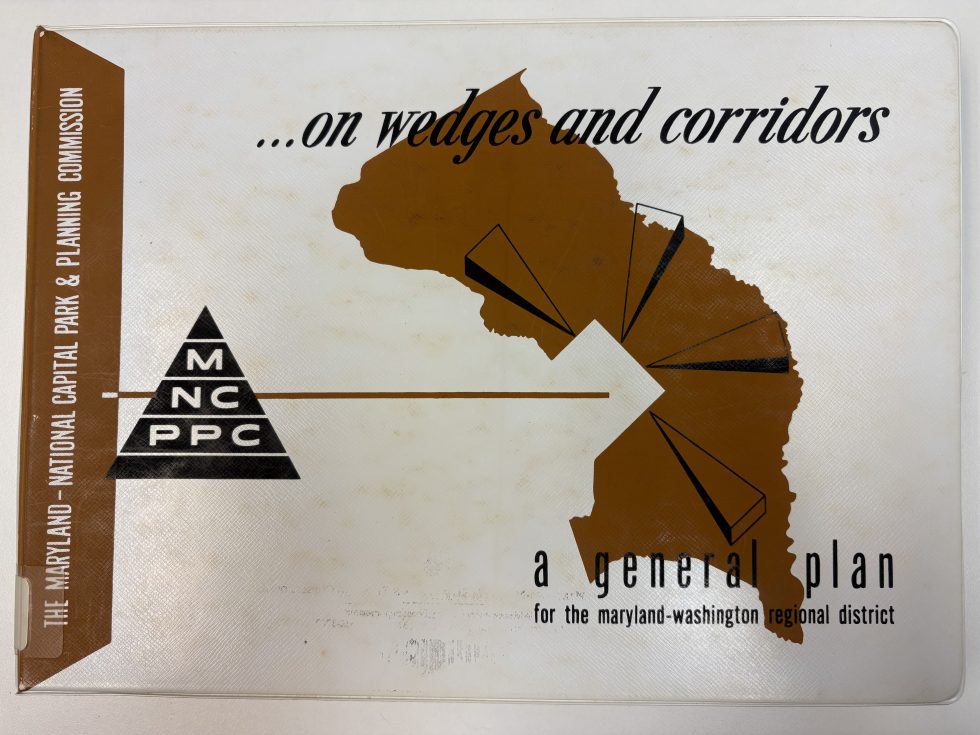 THE MARYLAND-NATIONAL CAPITAL PARK & PLANNING COMMISSION
...on wedges and corridors
M
NC
PPC
a general plan
for the maryland-washington regional district